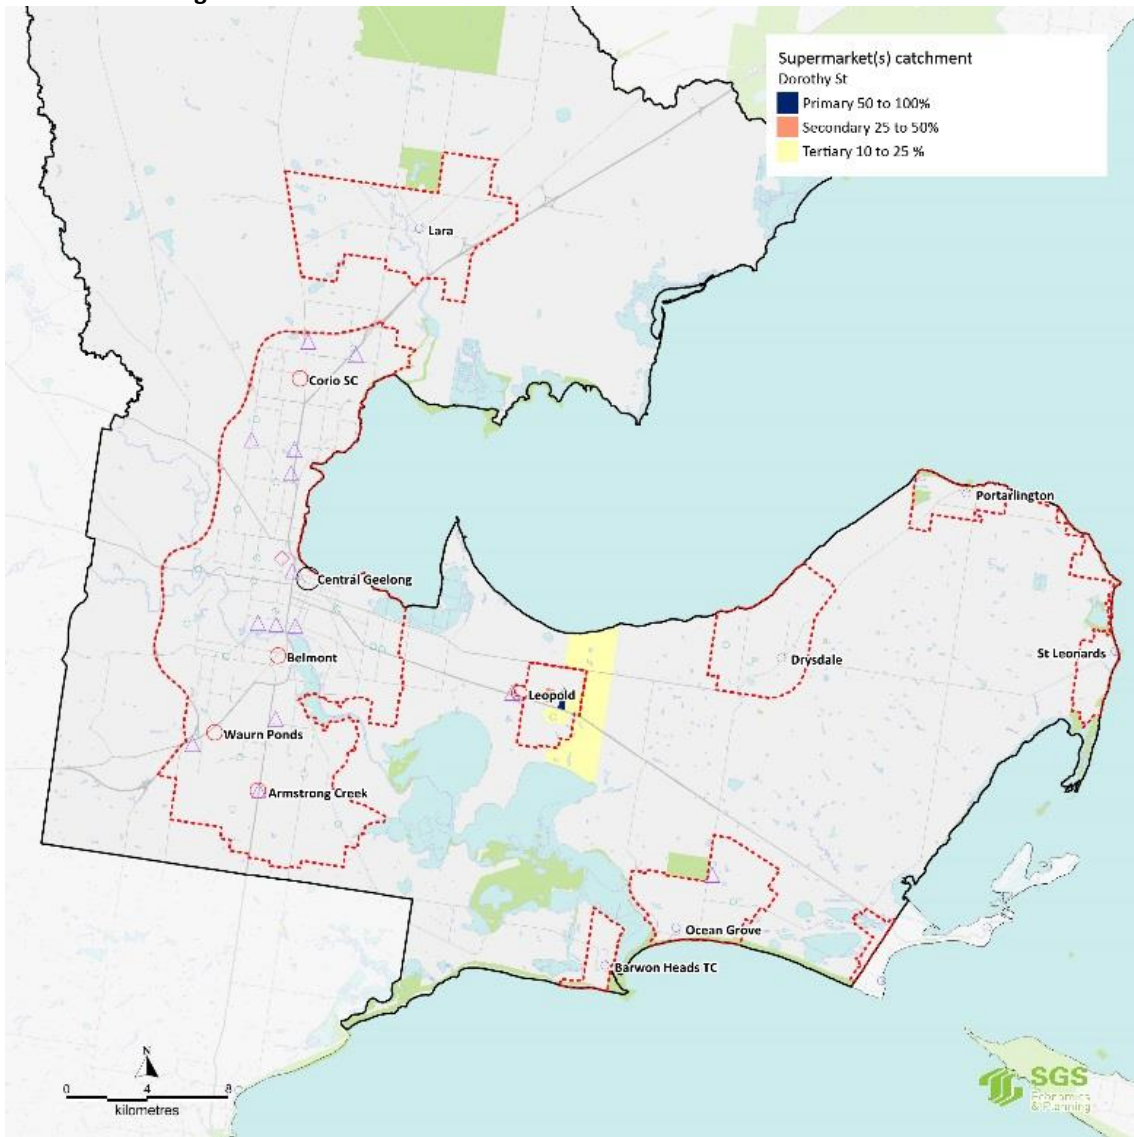 Supermarket(s) catchment
Dorothy St
Primary 50 to 100%
Secondary 25 to 50%
Tertiary 10 to 25 %
Lara
Corio SC
Portarlington
Central Geelong
St Leonards
Drysdale
Belmont
Leopold
Waurn Ponds
Armstrong Creek
Ocean Grove
Barwon Heads TC
N
0 4 8
kilometres
SGS
Economics
& Planning